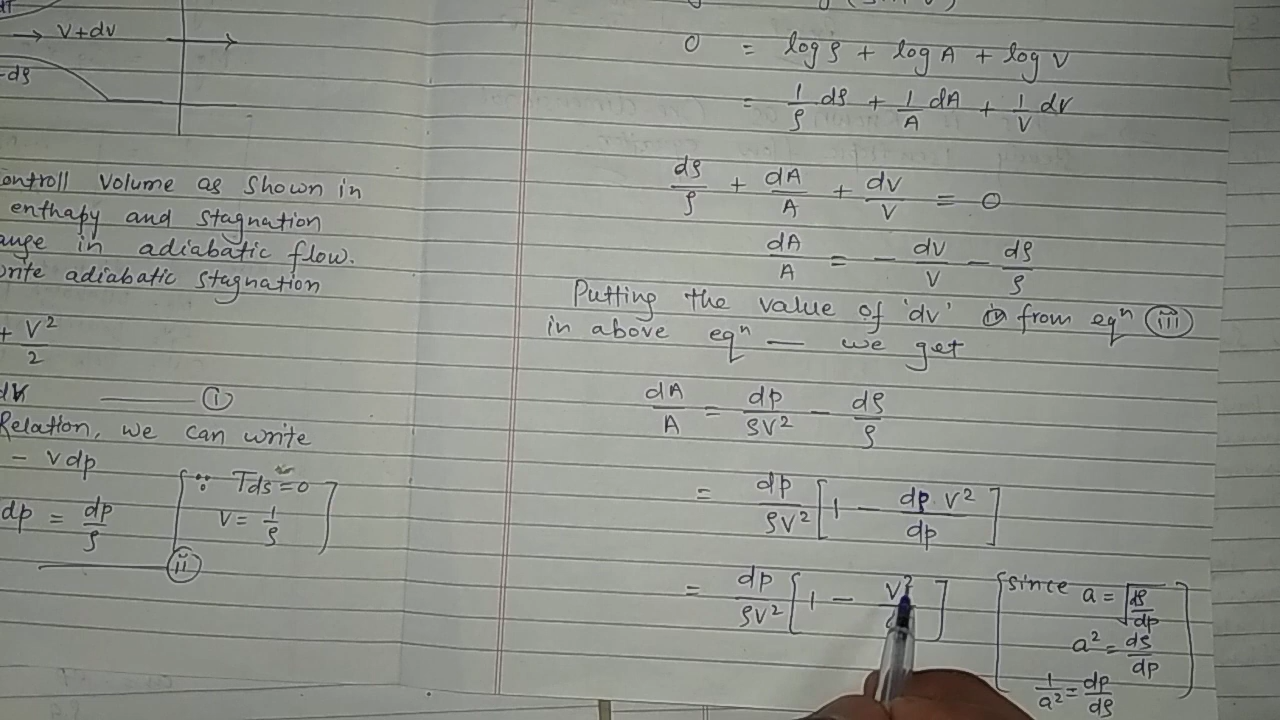 → V+dv
-dρ
ontroll volume as shown in
enthapy and stagnation
ange in adiabatic flow.
rite adiabatic stagnation
+ V²/2
dV —— (i)
Relation, we can write
- vdp
[∵ Tds = 0
V = 1/ρ]
dp = dp/ρ
—— (ii)
0 = log ρ + log A + log V
= 1/ρ dρ + 1/A dA + 1/V dv
dρ/ρ + dA/A + dv/V = 0
dA/A = - dv/V - dρ/ρ
Putting the value of 'dv' from eqⁿ (iii)
in above eqⁿ — we get
dA/A = dp/ρV² - dρ/ρ
= dp/ρV² [1 - dρ V²/dp]
= dp/ρV² [1 - V²/
[since a = √dρ/dp
a² = dρ/dp
1/a² = dp/dρ]